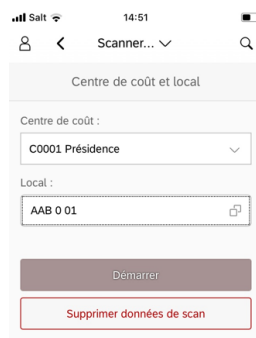 Salt 14:51
Scanner...
Centre de coût et local
Centre de coût :
C0001 Présidence
Local :
AAB 0 01
Démarrer
Supprimer données de scan